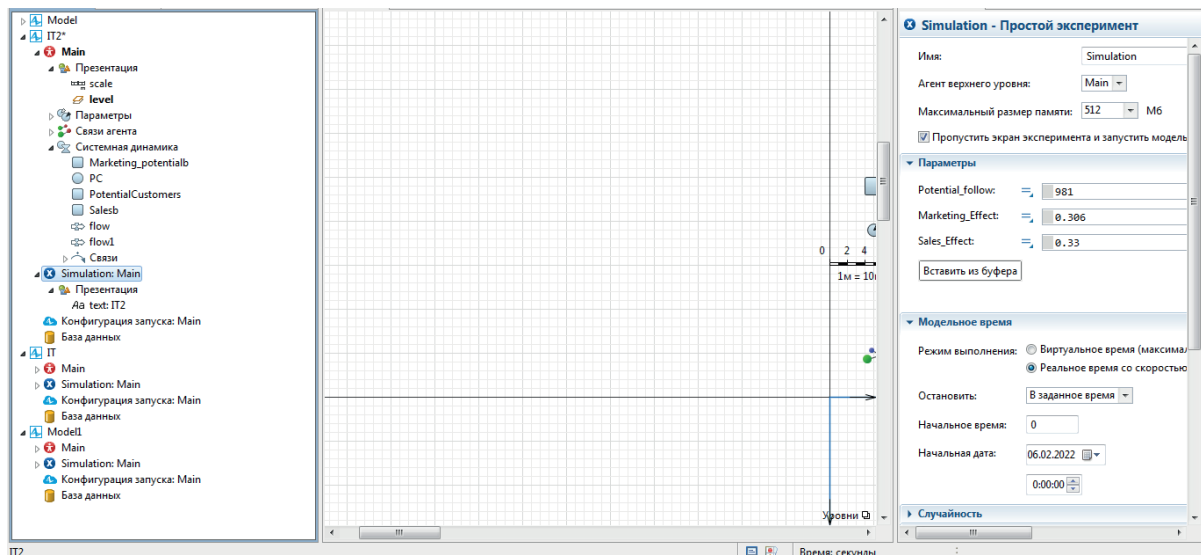 Model
IT2*
Main
Презентация
scale
level
Параметры
Связи агента
Системная динамика
Marketing_potentialb
PC
PotentialCustomers
Salesb
flow
flow1
Связи
Simulation: Main
Презентация
Aa text: IT2
Конфигурация запуска: Main
База данных
IT
Main
Simulation: Main
Конфигурация запуска: Main
База данных
Model1
Main
Simulation: Main
Конфигурация запуска: Main
База данных
0 2 4
1м = 10
Уровни
Simulation - Простой эксперимент
Имя: Simulation
Агент верхнего уровня: Main
Максимальный размер памяти: 512 Мб
Пропустить экран эксперимента и запустить модель
Параметры
Potential_follow: 981
Marketing_Effect: 0.306
Sales_Effect: 0.33
Вставить из буфера
Модельное время
Режим выполнения: Виртуальное время (максимал
Реальное время со скоростью
Остановить: В заданное время
Начальное время: 0
Начальная дата: 06.02.2022
0:00:00
Случайность
IT2
Время: секунды